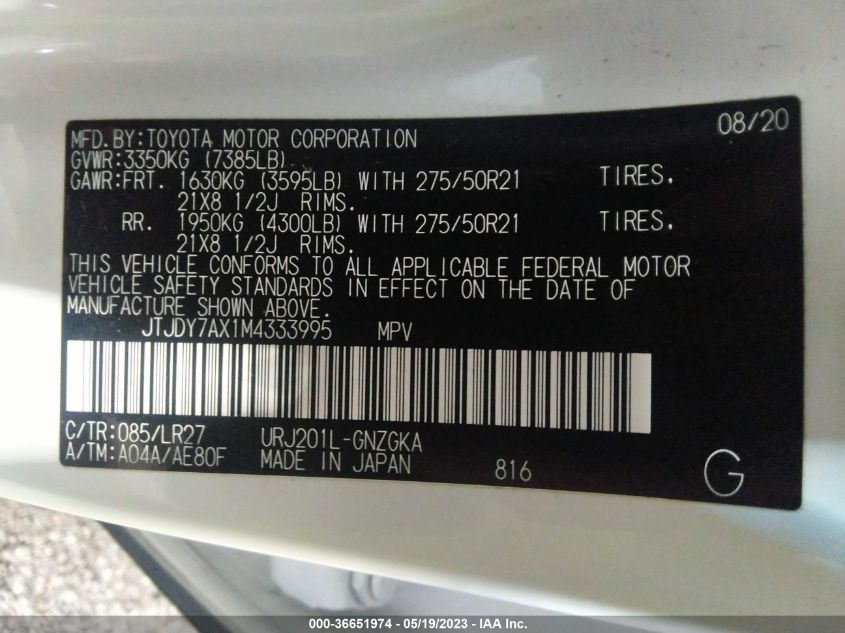 08/20
MFD.BY:TOYOTA MOTOR CORPORATION
GVWR:3350KG (7385LB)
GAWR:FRT. 1630KG (3595LB) WITH 275/50R21 TIRES,
21X8 1/2J RIMS.
RR. 1950KG (4300LB) WITH 275/50R21 TIRES,
21X8 1/2J RIMS.
THIS VEHICLE CONFORMS TO ALL APPLICABLE FEDERAL MOTOR
VEHICLE SAFETY STANDARDS IN EFFECT ON THE DATE OF
MANUFACTURE SHOWN ABOVE.
JTJDY7AX1M4333995 MPV
C/TR:085/LR27 URJ201L-GNZGKA
A/TM:A04A/AE80F MADE IN JAPAN 816
G
000-36651974 - 05/19/2023 - IAA Inc.